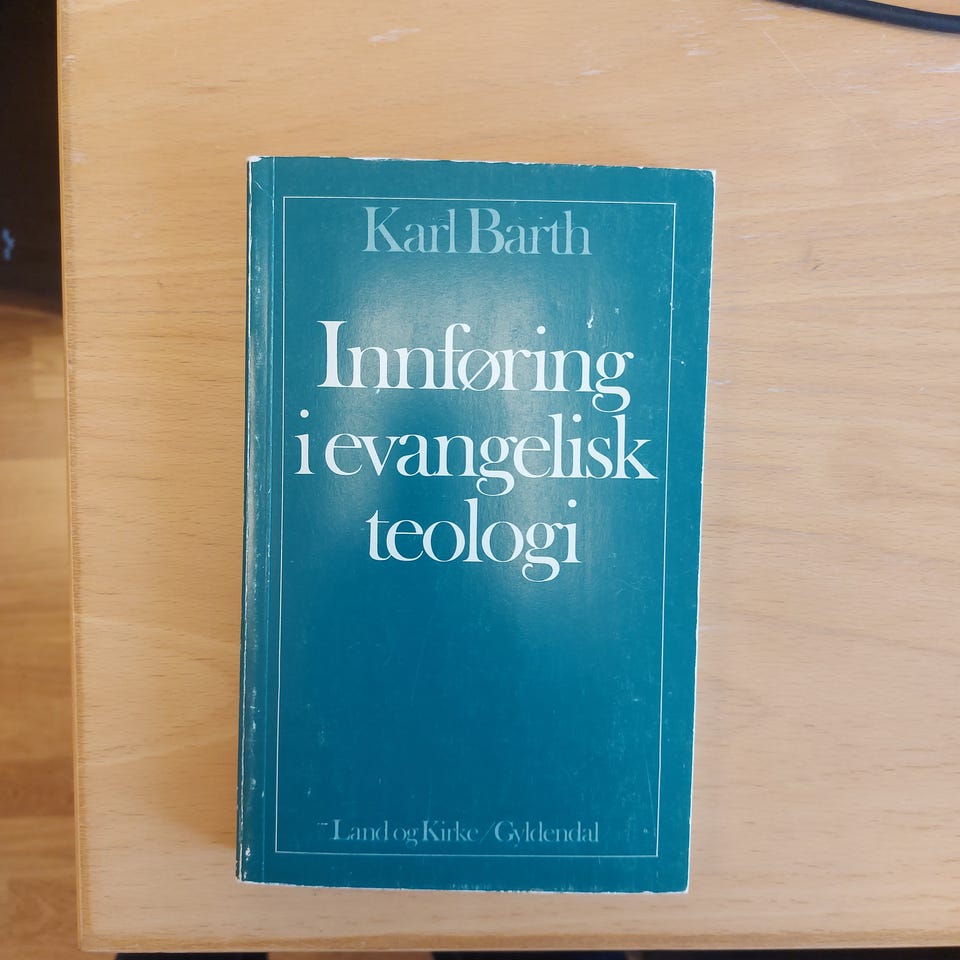 Karl Barth
Innføring
i evangelisk
teologi
Land og Kirke / Gyldendal